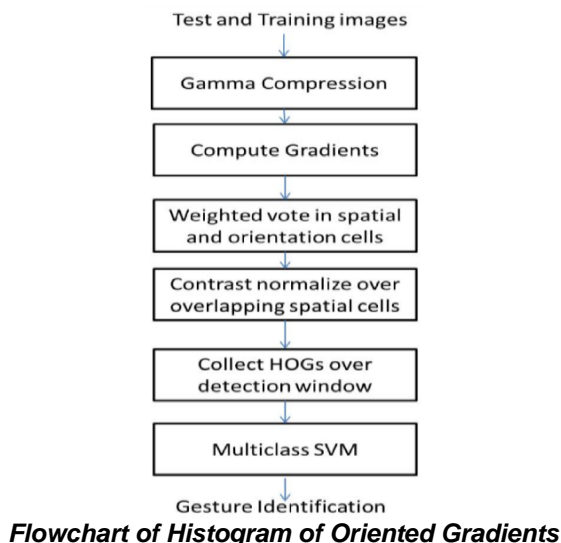 Test and Training images
Gamma Compression
Compute Gradients
Weighted vote in spatial
and orientation cells
Contrast normalize over
overlapping spatial cells
Collect HOGs over
detection window
Multiclass SVM
Gesture Identification
Flowchart of Histogram of Oriented Gradients